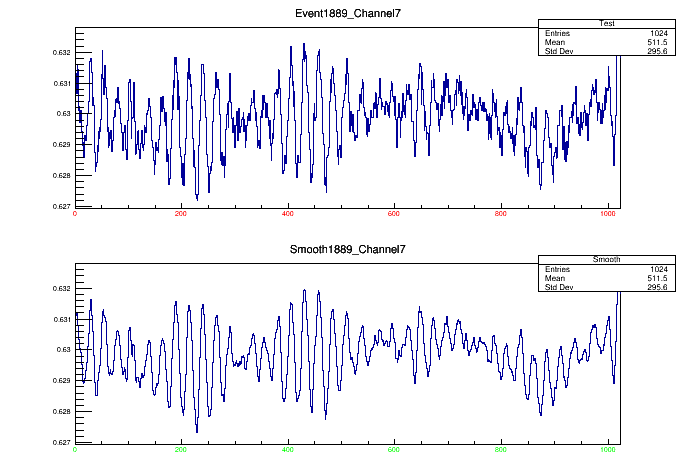 Event1889_Channel7
Test
Entries 1024
Mean 511.5
Std Dev 295.6
0.632
0.631
0.63
0.629
0.628
0.627
0 200 400 600 800 1000
Smooth1889_Channel7
Smooth
Entries 1024
Mean 511.5
Std Dev 295.6
0.632
0.631
0.63
0.629
0.628
0.627
0 200 400 600 800 1000